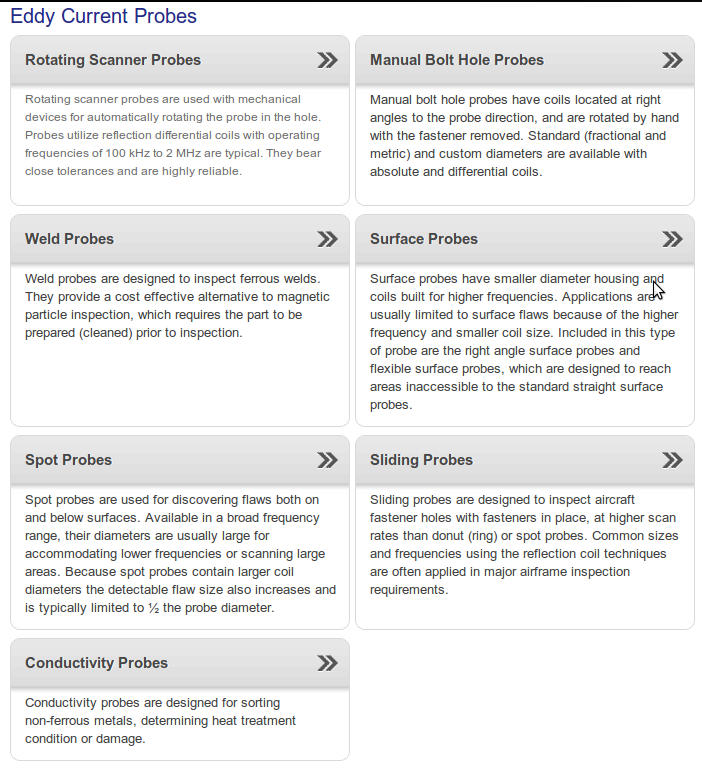 Eddy Current Probes
Rotating Scanner Probes
Rotating scanner probes are used with mechanical
devices for automatically rotating the probe in the hole.
Probes utilize reflection differential coils with operating
frequencies of 100 kHz to 2 MHz are typical. They bear
close tolerances and are highly reliable.
Manual Bolt Hole Probes
Manual bolt hole probes have coils located at right
angles to the probe direction, and are rotated by hand
with the fastener removed. Standard (fractional and
metric) and custom diameters are available with
absolute and differential coils.
Weld Probes
Weld probes are designed to inspect ferrous welds.
They provide a cost effective alternative to magnetic
particle inspection, which requires the part to be
prepared (cleaned) prior to inspection.
Surface Probes
Surface probes have smaller diameter housing and
coils built for higher frequencies. Applications are
usually limited to surface flaws because of the higher
frequency and smaller coil size. Included in this type
of probe are the right angle surface probes and
flexible surface probes, which are designed to reach
areas inaccessible to the standard straight surface
probes.
Spot Probes
Spot probes are used for discovering flaws both on
and below surfaces. Available in a broad frequency
range, their diameters are usually large for
accommodating lower frequencies or scanning large
areas. Because spot probes contain larger coil
diameters the detectable flaw size also increases and
is typically limited to ½ the probe diameter.
Sliding Probes
Sliding probes are designed to inspect aircraft
fastener holes with fasteners in place, at higher scan
rates than donut (ring) or spot probes. Common sizes
and frequencies using the reflection coil techniques
are often applied in major airframe inspection
requirements.
Conductivity Probes
Conductivity probes are designed for sorting
non-ferrous metals, determining heat treatment
condition or damage.